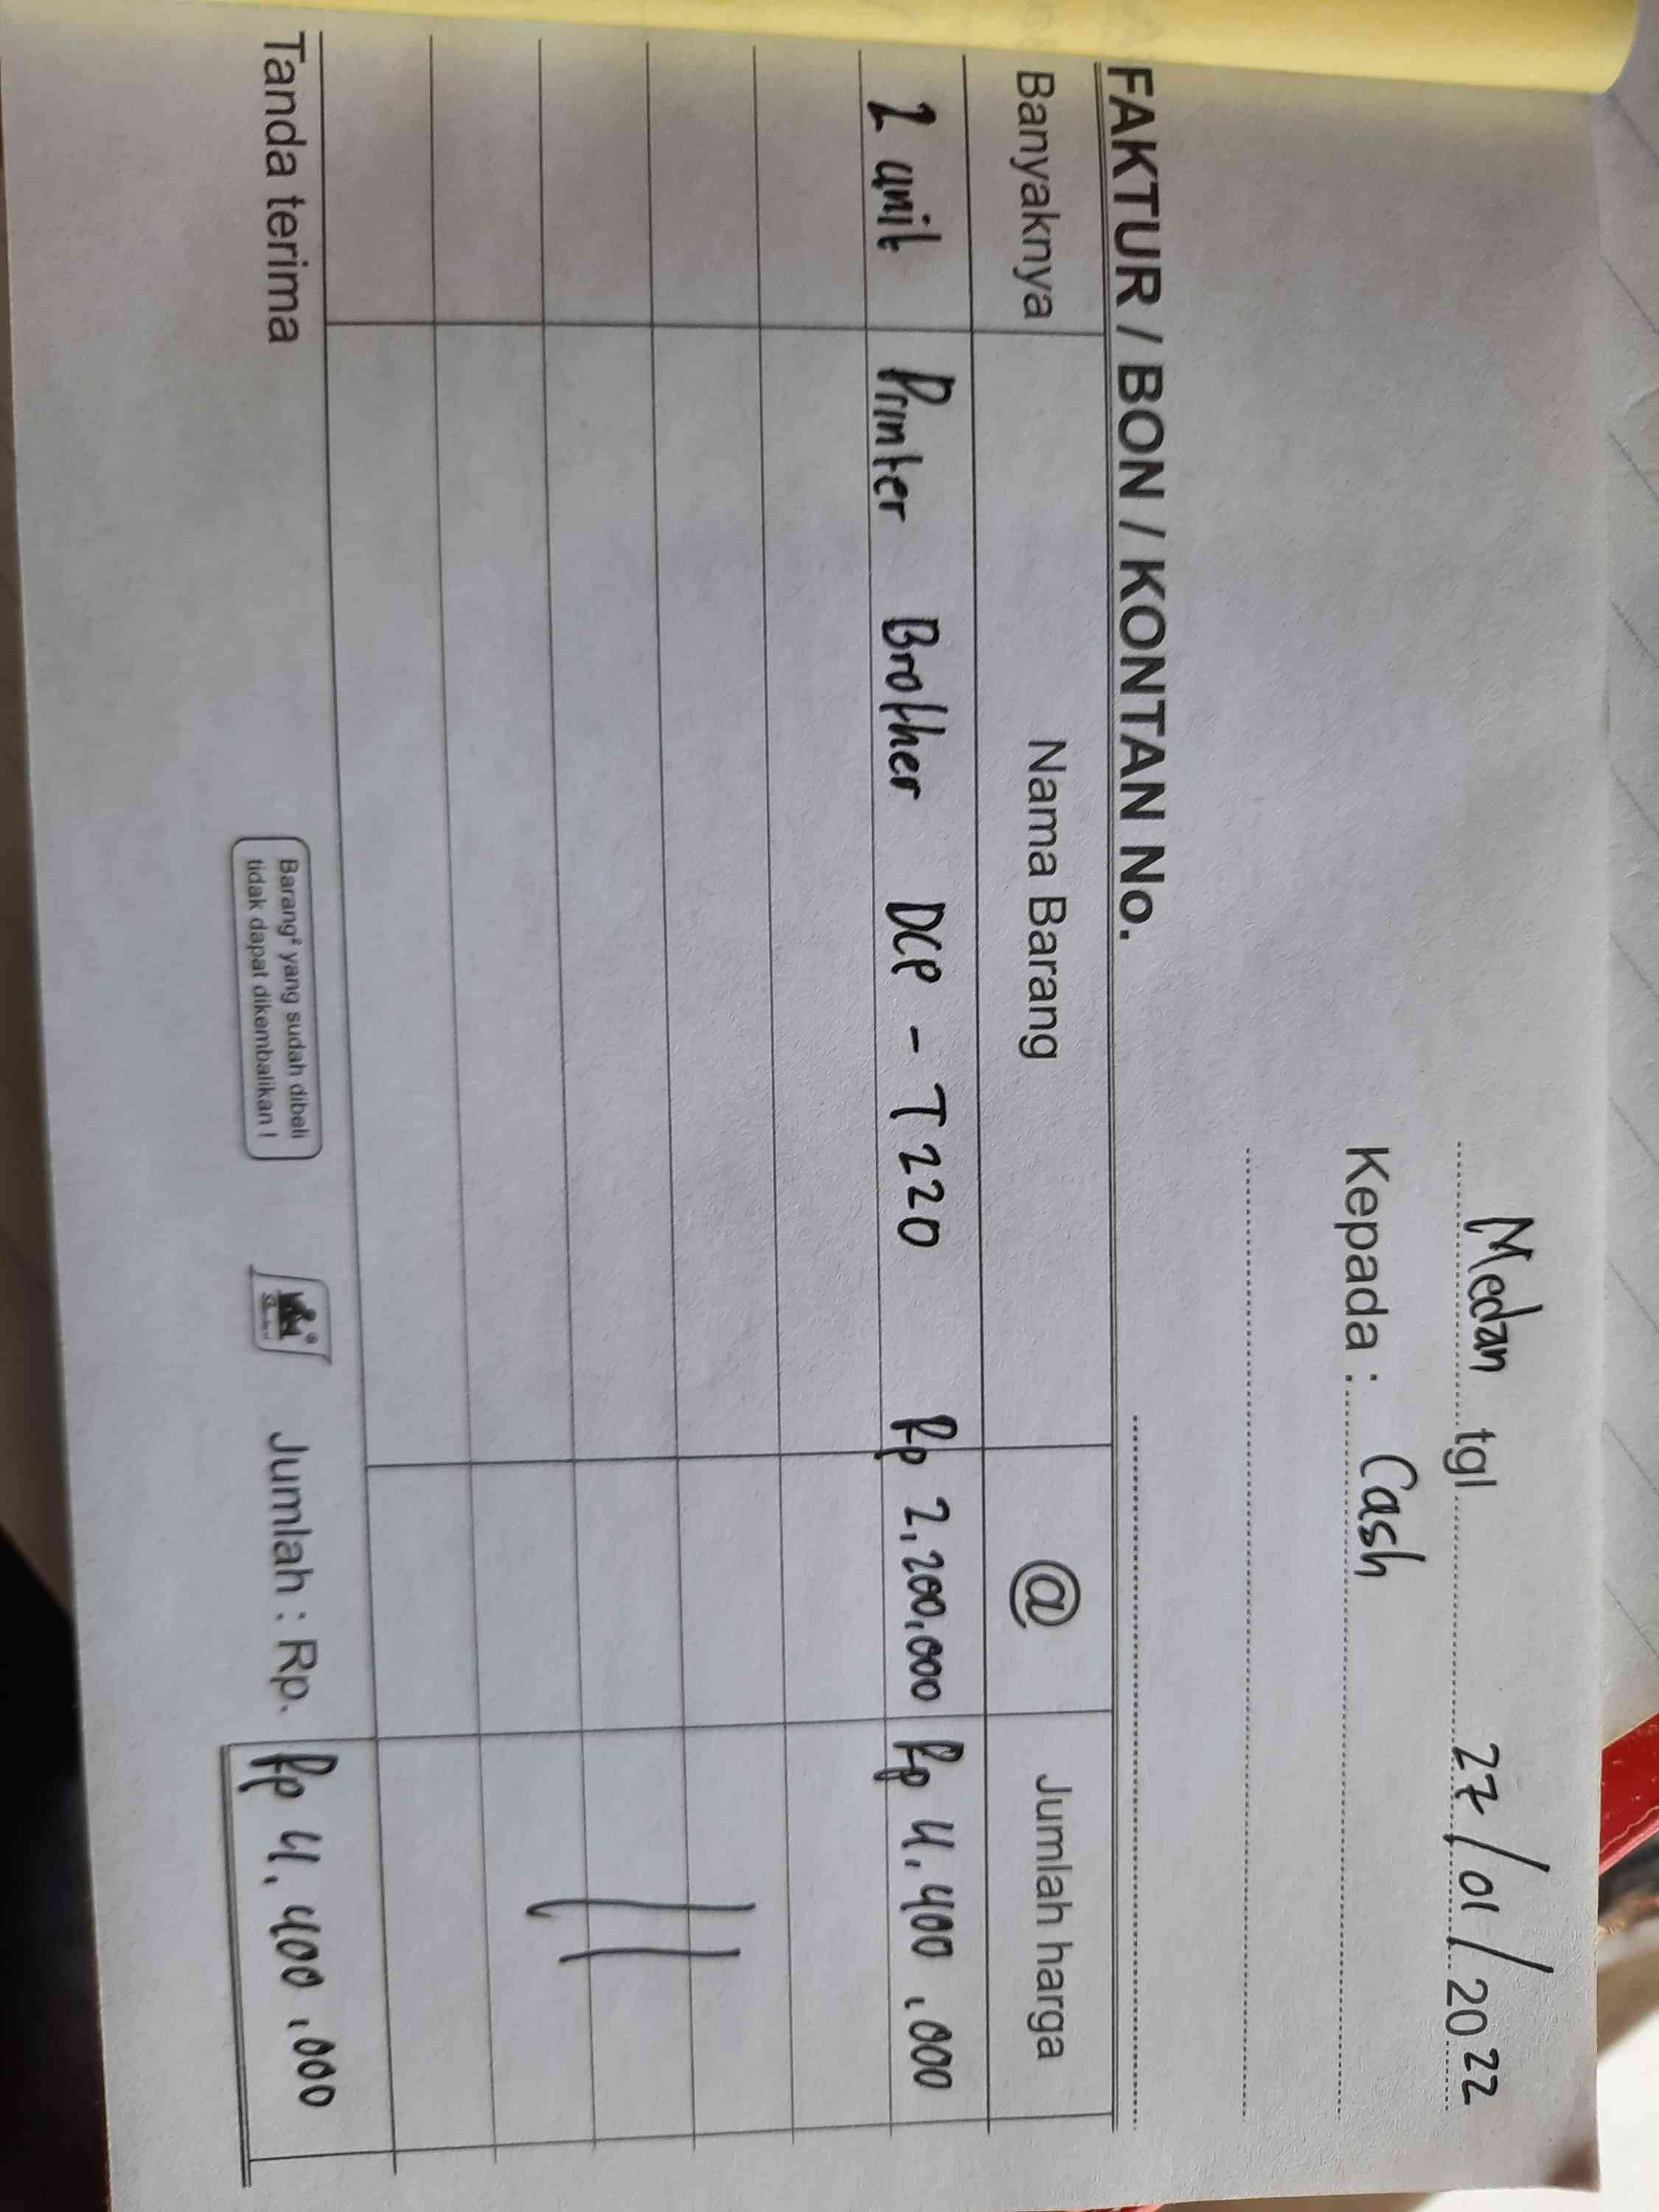 Medan tgl 27/01/2022
Kepada : Cash
FAKTUR / BON / KONTAN No.
Banyaknya Nama Barang @ Jumlah harga
2 unit Printer Brother DCP - T220 Rp 2.200.000 Rp 4.400.000
Tanda terima
Barang² yang sudah dibeli
tidak dapat dikembalikan !
Jumlah : Rp. Rp 4.400.000